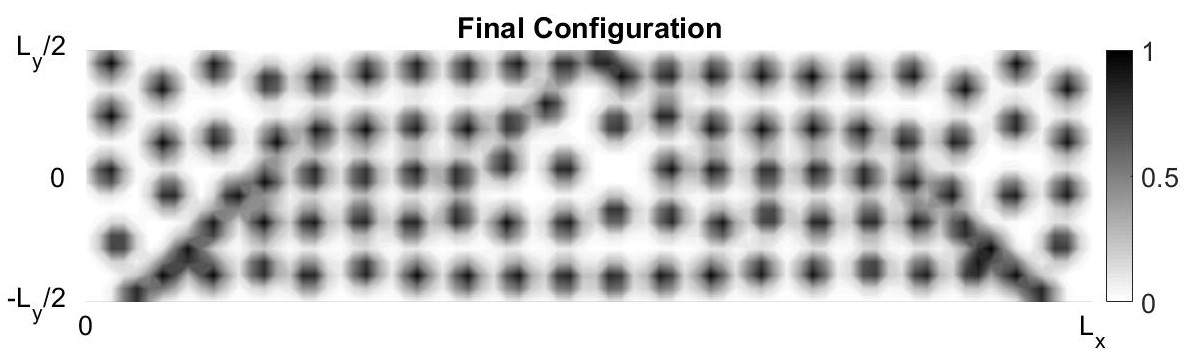 Final Configuration
L_y/2
0
-L_y/2
0
L_x
1
0.5
0